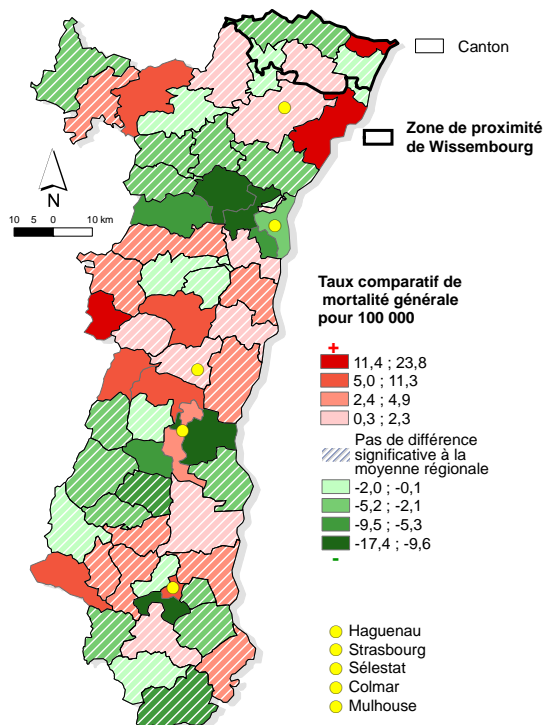 Canton
Zone de proximité
de Wissembourg
N
10 5 0 10 km
Taux comparatif de
mortalité générale
pour 100 000
+
11,4 ; 23,8
5,0 ; 11,3
2,4 ; 4,9
0,3 ; 2,3
Pas de différence
significative à la
moyenne régionale
-2,0 ; -0,1
-5,2 ; -2,1
-9,5 ; -5,3
-17,4 ; -9,6
-
Haguenau
Strasbourg
Sélestat
Colmar
Mulhouse